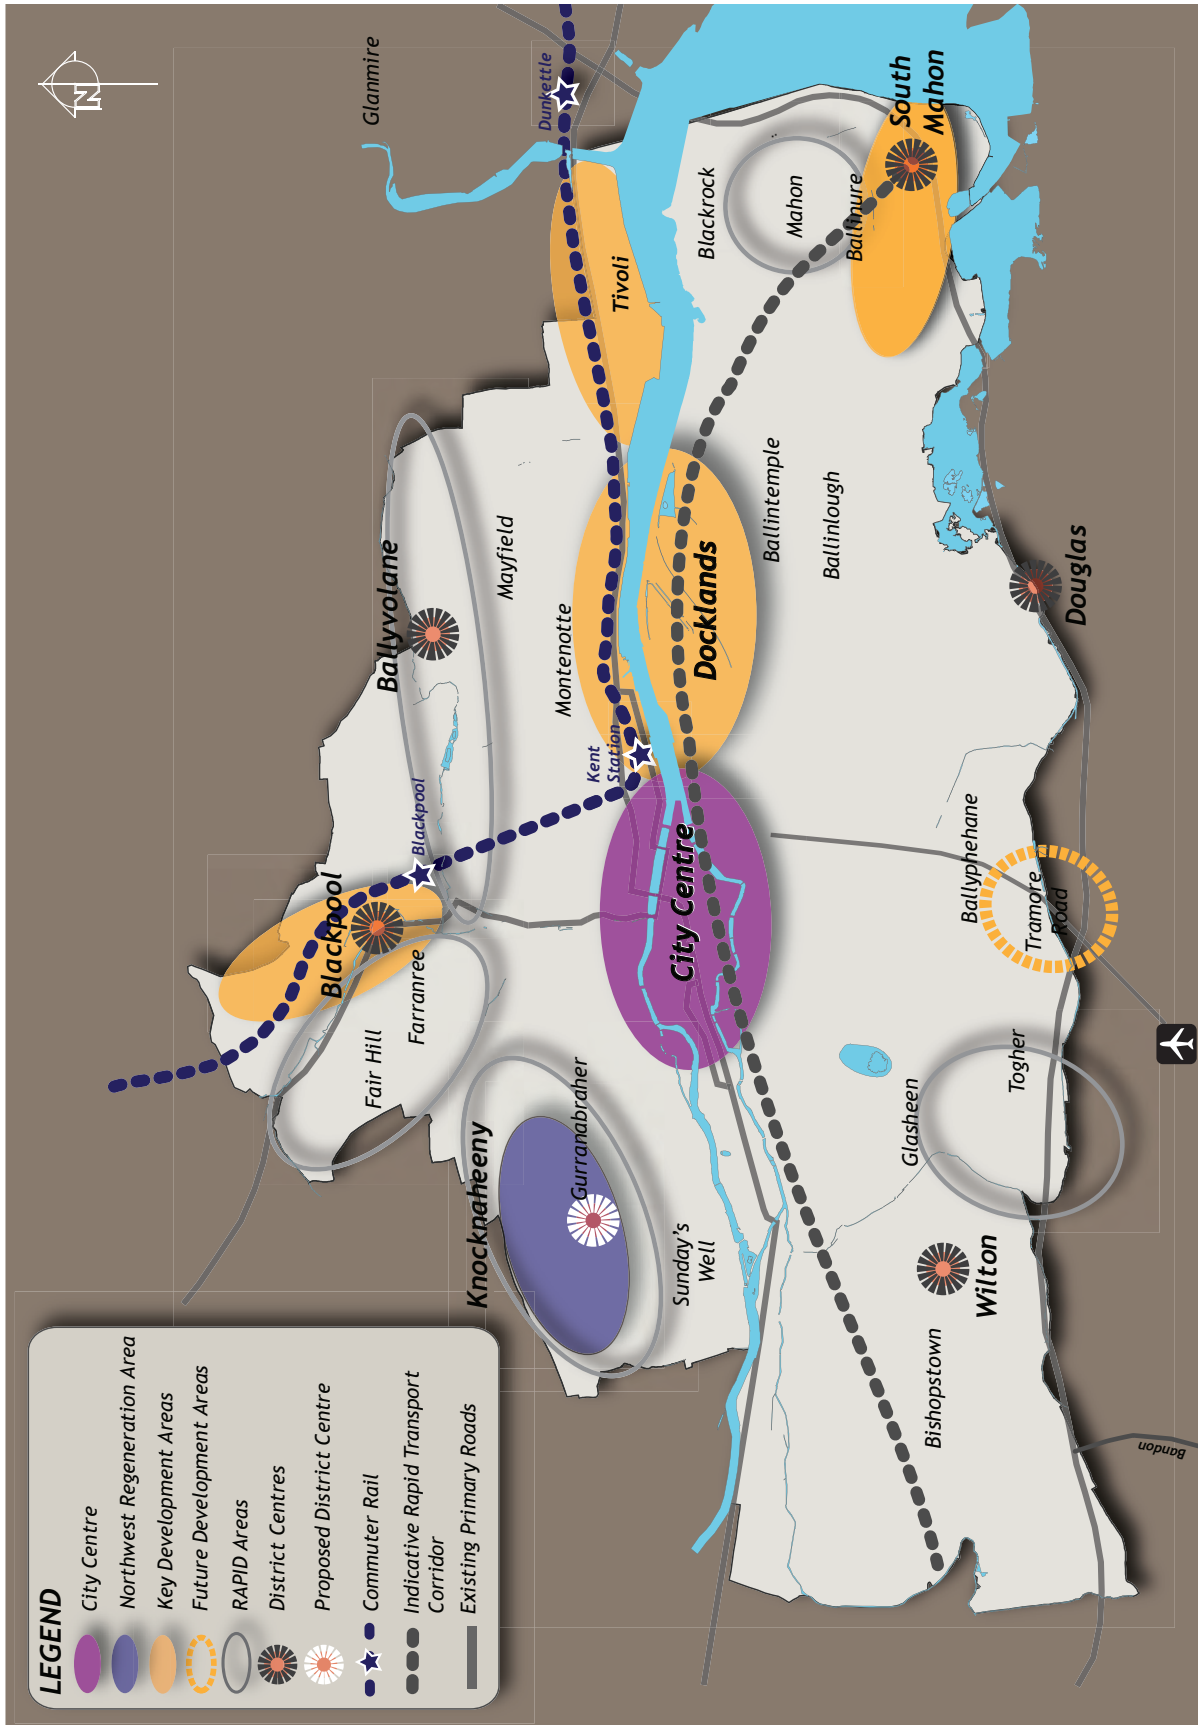 LEGEND
City Centre
Northwest Regeneration Area
Key Development Areas
Future Development Areas
RAPID Areas
District Centres
Proposed District Centre
Commuter Rail
Indicative Rapid Transport
Corridor
Existing Primary Roads
N
Glanmire
Dunkettle
Tivoli
Blackrock
Mahon
Ballinure
South
Mahon
Ballyvolane
Mayfield
Montenotte
Kent
Station
Docklands
Ballintemple
Ballinlough
Douglas
Blackpool
Blackpool
Farranree
Fair Hill
City Centre
Ballyphehane
Tramore
Road
Knocknaheeny
Gurranabraher
Sunday's
Well
Glasheen
Togher
Wilton
Bishopstown
Bandon